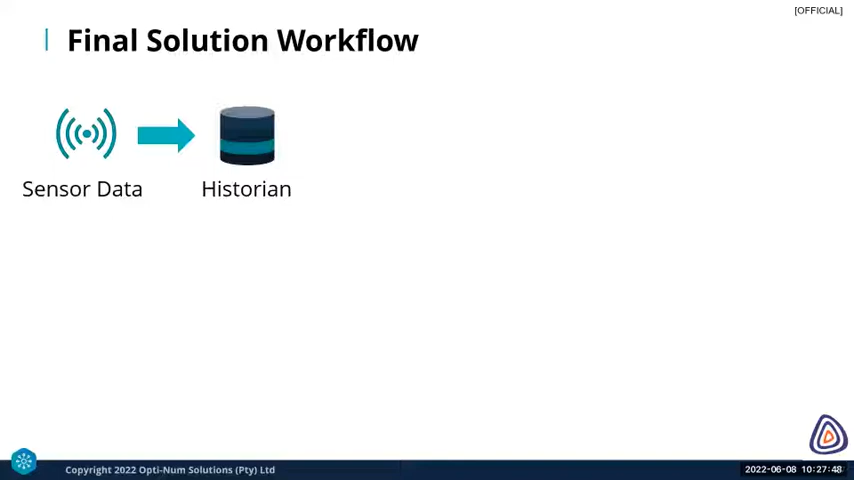 [OFFICIAL]
Final Solution Workflow
Sensor Data
Historian
Copyright 2022 Opti-Num Solutions (Pty) Ltd
2022-06-08 10:27:48